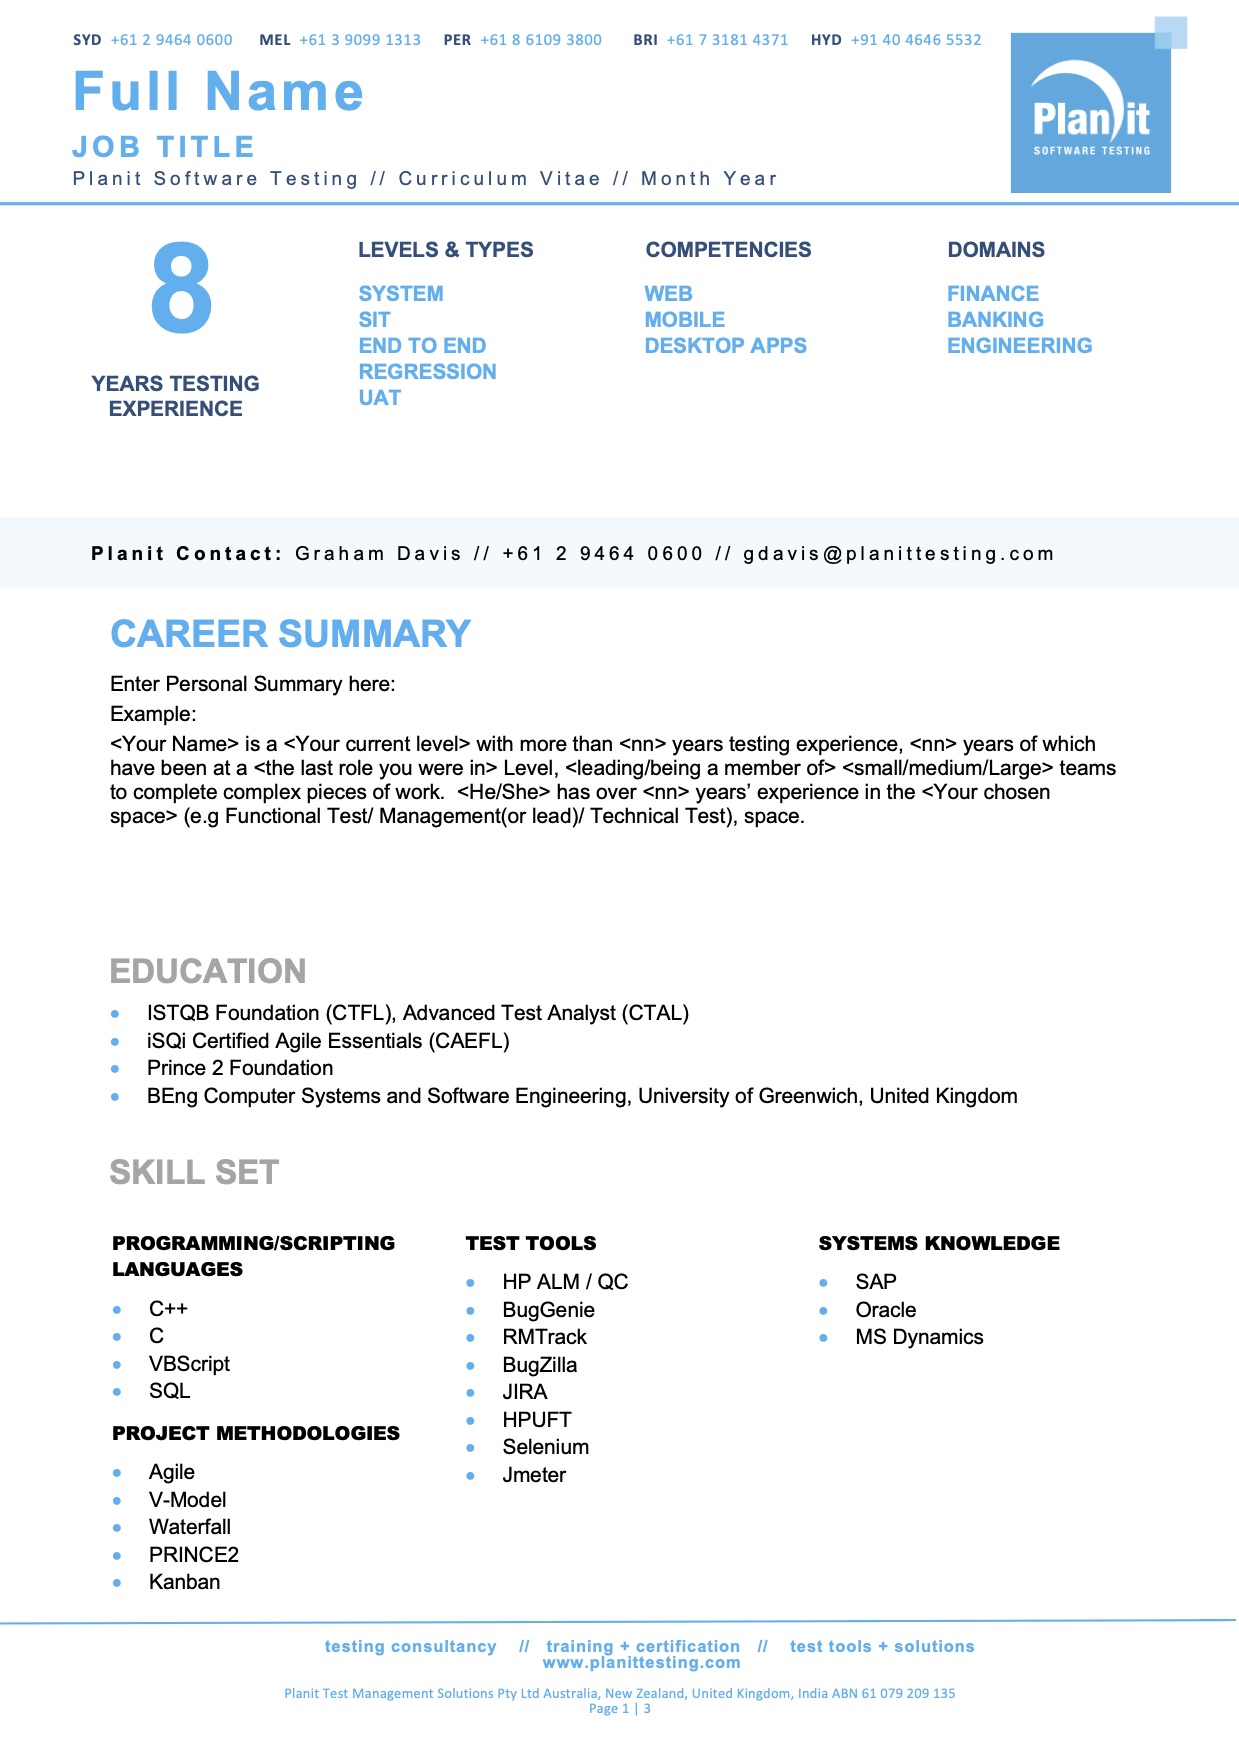 SYD +61 2 9464 0600 MEL +61 3 9099 1313 PER +61 8 6109 3800 BRI +61 7 3181 4371 HYD +91 40 4646 5532
Full Name
JOB TITLE
Planit Software Testing // Curriculum Vitae // Month Year
Planit
SOFTWARE TESTING
8
YEARS TESTING
EXPERIENCE
LEVELS & TYPES
SYSTEM
SIT
END TO END
REGRESSION
UAT
COMPETENCIES
WEB
MOBILE
DESKTOP APPS
DOMAINS
FINANCE
BANKING
ENGINEERING
Planit Contact: Graham Davis // +61 2 9464 0600 // gdavis@planittesting.com
CAREER SUMMARY
Enter Personal Summary here:
Example:
<Your Name> is a <Your current level> with more than <nn> years testing experience, <nn> years of which
have been at a <the last role you were in> Level, <leading/being a member of> <small/medium/Large> teams
to complete complex pieces of work.  <He/She> has over <nn> years’ experience in the <Your chosen
space> (e.g Functional Test/ Management(or lead)/ Technical Test), space.
EDUCATION
• ISTQB Foundation (CTFL), Advanced Test Analyst (CTAL)
• iSQi Certified Agile Essentials (CAEFL)
• Prince 2 Foundation
• BEng Computer Systems and Software Engineering, University of Greenwich, United Kingdom
SKILL SET
PROGRAMMING/SCRIPTING
LANGUAGES
• C++
• C
• VBScript
• SQL
PROJECT METHODOLOGIES
• Agile
• V-Model
• Waterfall
• PRINCE2
• Kanban
TEST TOOLS
• HP ALM / QC
• BugGenie
• RMTrack
• BugZilla
• JIRA
• HPUFT
• Selenium
• Jmeter
SYSTEMS KNOWLEDGE
• SAP
• Oracle
• MS Dynamics
testing consultancy // training + certification // test tools + solutions
www.planittesting.com
Planit Test Management Solutions Pty Ltd Australia, New Zealand, United Kingdom, India ABN 61 079 209 135
Page 1 | 3